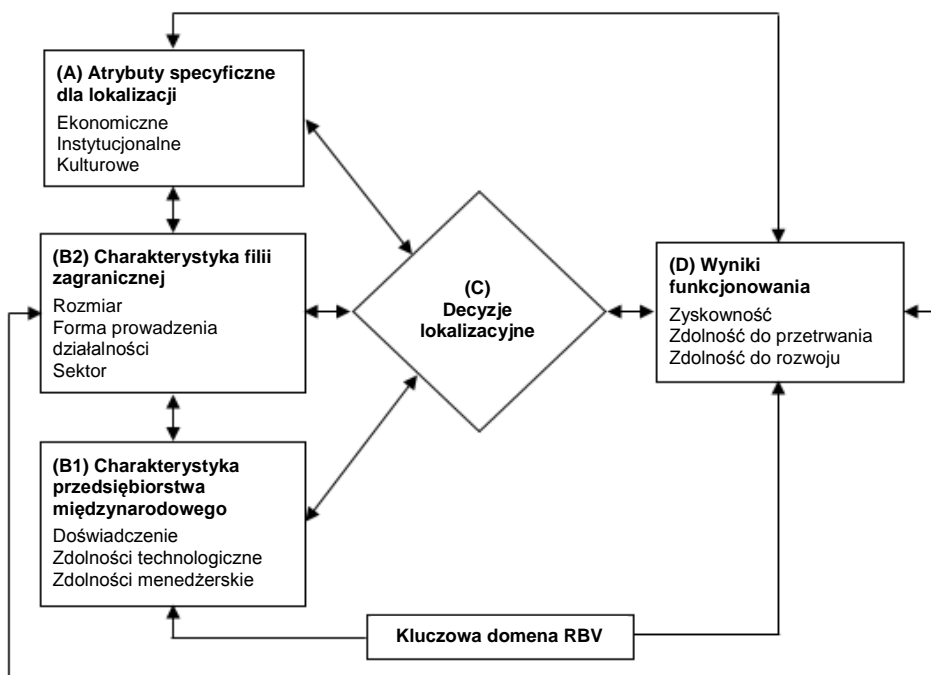 (A) Atrybuty specyficzne
dla lokalizacji
Ekonomiczne
Instytucjonalne
Kulturowe
(B2) Charakterystyka filii
zagranicznej
Rozmiar
Forma prowadzenia
działalności
Sektor
(B1) Charakterystyka
przedsiębiorstwa
międzynarodowego
Doświadczenie
Zdolności technologiczne
Zdolności menedżerskie
(C)
Decyzje
lokalizacyjne
(D) Wyniki
funkcjonowania
Zyskowność
Zdolność do przetrwania
Zdolność do rozwoju
Kluczowa domena RBV